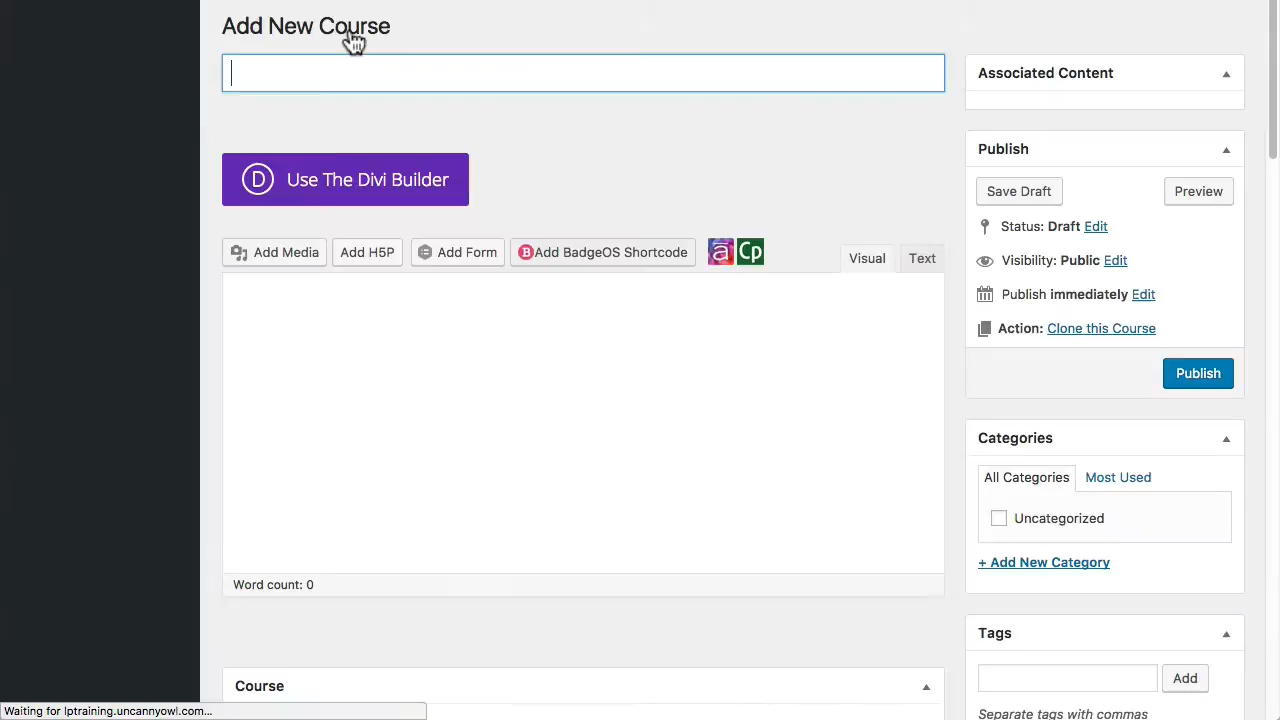 Add New Course
Associated Content
Publish
D Use The Divi Builder
Save Draft
Preview
Status: Draft Edit
Add Media
Add H5P
Add Form
B Add BadgeOS Shortcode
a
Cp
Visual
Text
Visibility: Public Edit
Publish immediately Edit
Action: Clone this Course
Publish
Categories
All Categories
Most Used
Uncategorized
+ Add New Category
Word count: 0
Tags
Add
Course
Separate tags with commas
Waiting for lptraining.uncannyowl.com...